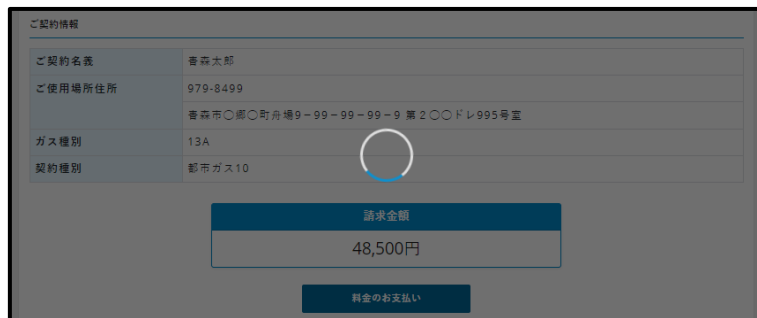 ご契約情報
ご契約名義 書森太郎
ご使用場所住所 979-8499
書森市〇郷〇町舟場9-99-99-99-9 第2〇〇ドレ995号室
ガス種別 13A
契約種別 都市ガス10
請求金額
48,500円
料金のお支払い